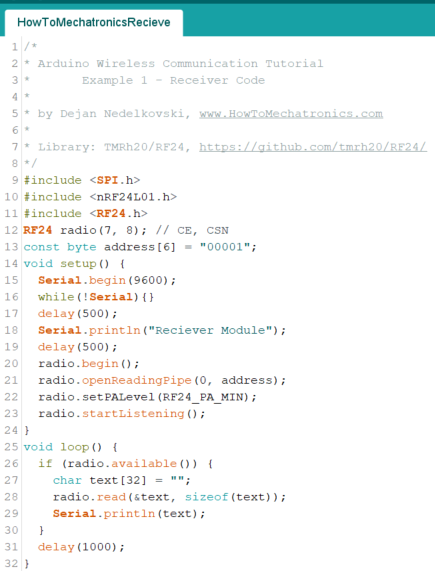 HowToMechatronicsRecieve
1 /*
2 * Arduino Wireless Communication Tutorial
3 *       Example 1 - Receiver Code
4 *
5 * by Dejan Nedelkovski, www.HowToMechatronics.com
6 *
7 * Library: TMRh20/RF24, https://github.com/tmrh20/RF24/
8 */
9 #include <SPI.h>
10 #include <nRF24L01.h>
11 #include <RF24.h>
12 RF24 radio(7, 8); // CE, CSN
13 const byte address[6] = "00001";
14 void setup() {
15   Serial.begin(9600);
16   while(!Serial){}
17   delay(500);
18   Serial.println("Reciever Module");
19   delay(500);
20   radio.begin();
21   radio.openReadingPipe(0, address);
22   radio.setPALevel(RF24_PA_MIN);
23   radio.startListening();
24 }
25 void loop() {
26   if (radio.available()) {
27     char text[32] = "";
28     radio.read(&text, sizeof(text));
29     Serial.println(text);
30   }
31   delay(1000);
32 }